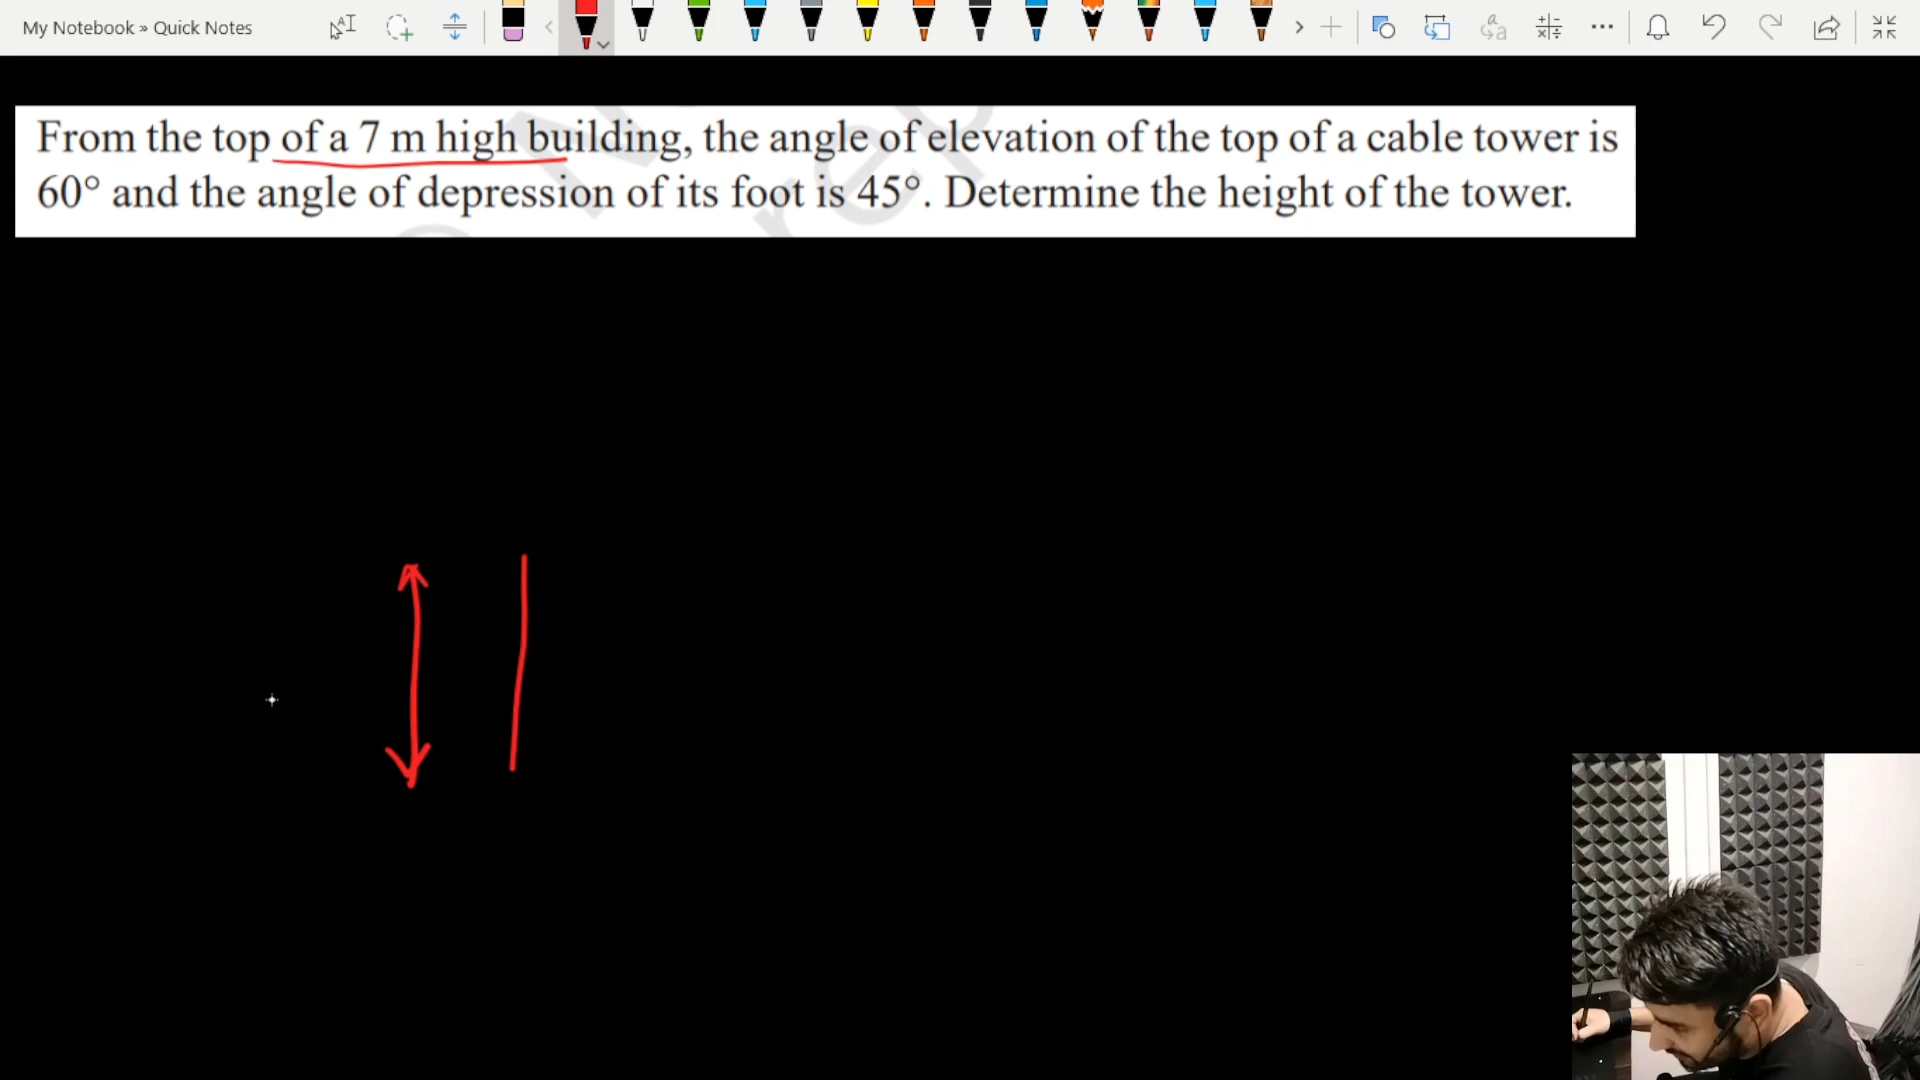 My Notebook » Quick Notes
From the top of a 7 m high building, the angle of elevation of the top of a cable tower is
60° and the angle of depression of its foot is 45°. Determine the height of the tower.